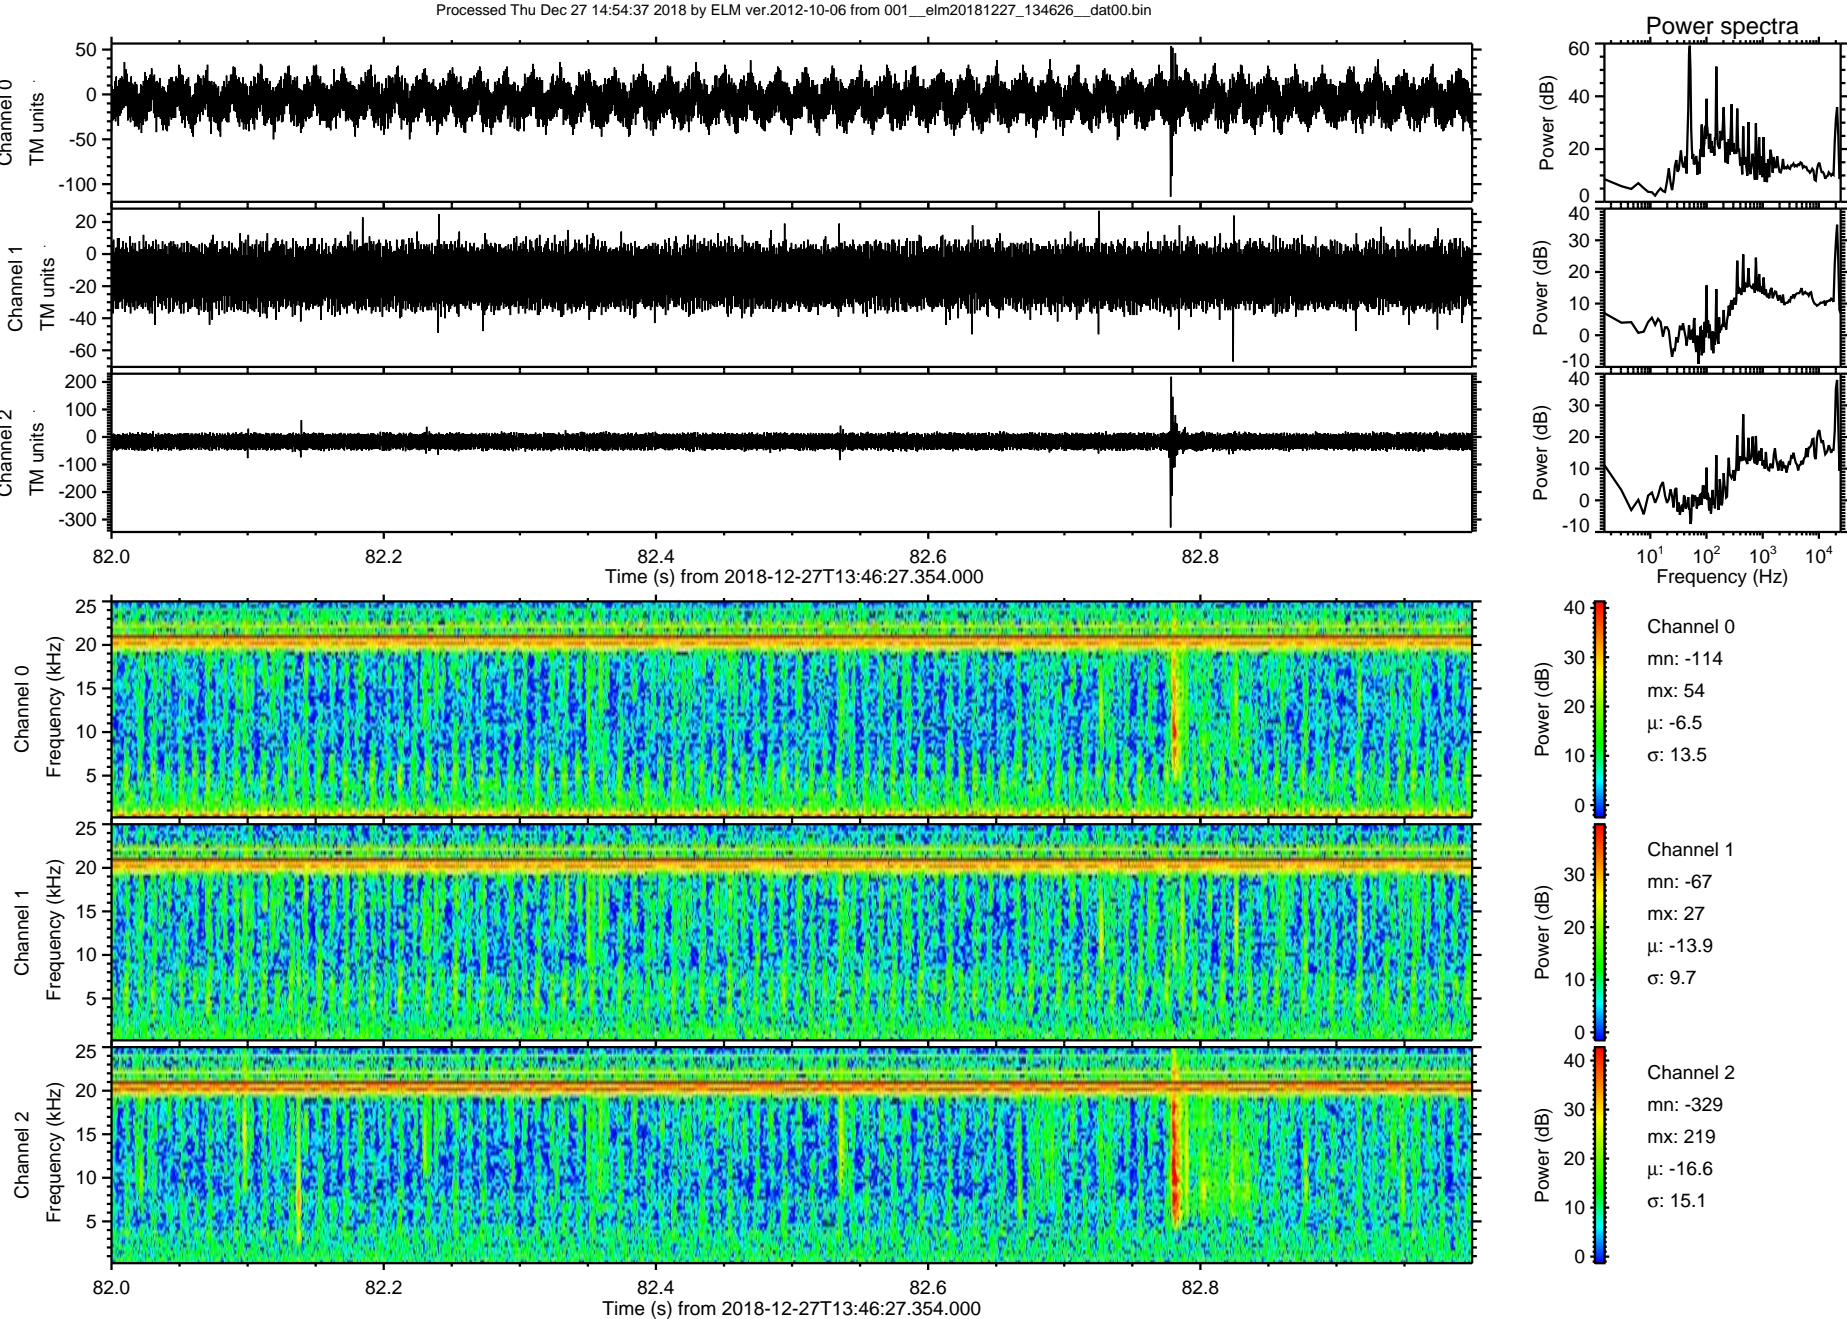 Processed Thu Dec 27 14:54:37 2018 by ELM ver.2012-10-06 from 001__elm20181227_134626__dat00.bin
Power spectra
Channel 0
TM units
50
0
-50
-100
Power (dB)
60
40
20
0
Channel 1
TM units
20
0
-20
-40
-60
Power (dB)
40
30
20
10
0
-10
Channel 2
TM units
200
100
0
-100
-200
-300
Power (dB)
40
30
20
10
0
-10
82.0 82.2 82.4 82.6 82.8
Time (s) from 2018-12-27T13:46:27.354.000
10^1 10^2 10^3 10^4
Frequency (Hz)
Channel 0
Frequency (kHz)
25
20
15
10
5
Power (dB)
40
30
20
10
0
Channel 0
mn: -114
mx: 54
μ: -6.5
σ: 13.5
Channel 1
Frequency (kHz)
25
20
15
10
5
Power (dB)
30
20
10
0
Channel 1
mn: -67
mx: 27
μ: -13.9
σ: 9.7
Channel 2
Frequency (kHz)
25
20
15
10
5
Power (dB)
40
30
20
10
0
Channel 2
mn: -329
mx: 219
μ: -16.6
σ: 15.1
82.0 82.2 82.4 82.6 82.8
Time (s) from 2018-12-27T13:46:27.354.000